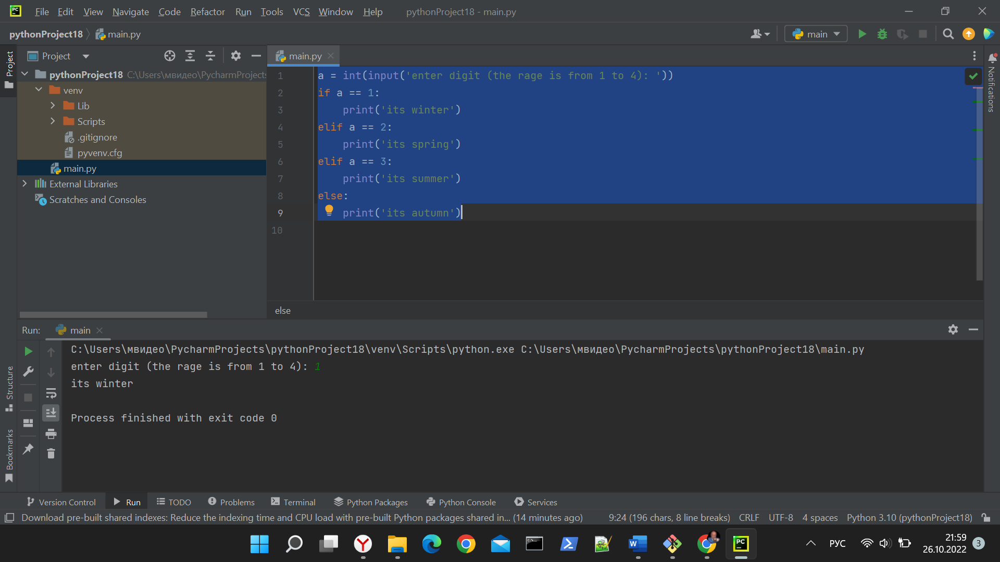 File Edit View Navigate Code Refactor Run Tools VCS Window Help pythonProject18 - main.py
pythonProject18 main.py main
Project
Project
main.py
pythonProject18 C:\Users\мвидео\PycharmProjects
venv
Lib
Scripts
.gitignore
pyvenv.cfg
main.py
External Libraries
Scratches and Consoles
1 a = int(input('enter digit (the rage is from 1 to 4): '))
2 if a == 1:
3 print('its winter')
4 elif a == 2:
5 print('its spring')
6 elif a == 3:
7 print('its summer')
8 else:
9 print('its autumn')
10
else
Notifications
Run: main
C:\Users\мвидео\PycharmProjects\pythonProject18\venv\Scripts\python.exe C:\Users\мвидео\PycharmProjects\pythonProject18\main.py
enter digit (the rage is from 1 to 4): 1
its winter
Process finished with exit code 0
Structure
Bookmarks
Version Control Run TODO Problems Terminal Python Packages Python Console Services
Download pre-built shared indexes: Reduce the indexing time and CPU load with pre-built Python packages shared in... (14 minutes ago) 9:24 (196 chars, 8 line breaks) CRLF UTF-8 4 spaces Python 3.10 (pythonProject18)
РУС 21:59 3
26.10.2022